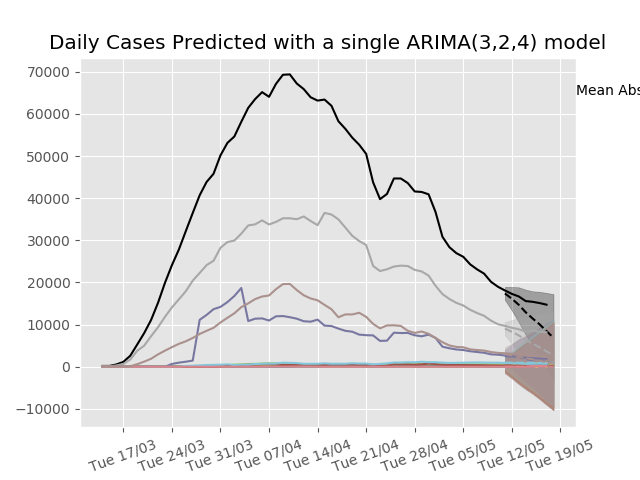 Daily Cases Predicted with a single ARIMA(3,2,4) model
70000
Mean Abs
60000
50000
40000
30000
20000
10000
0
−10000
Tue 17/03
Tue 24/03
Tue 31/03
Tue 07/04
Tue 14/04
Tue 21/04
Tue 28/04
Tue 05/05
Tue 12/05
Tue 19/05